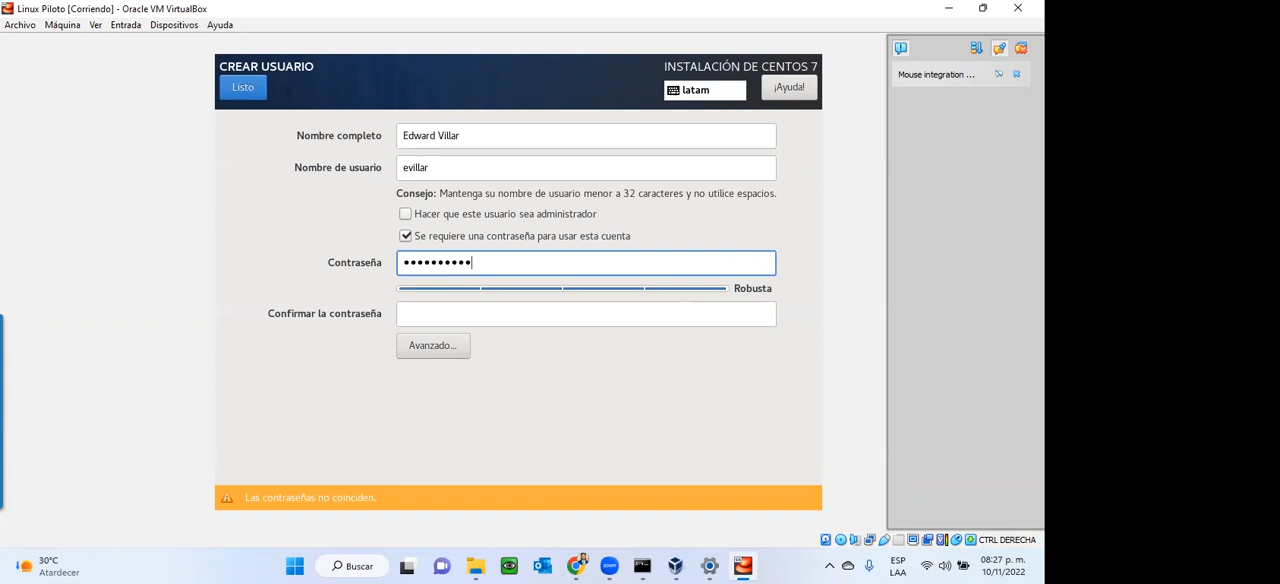 Linux Piloto [Corriendo] - Oracle VM VirtualBox
Archivo Máquina Ver Entrada Dispositivos Ayuda
CREAR USUARIO
INSTALACIÓN DE CENTOS 7
Listo
latam
¡Ayuda!
Mouse integration ...
Nombre completo
Edward Villar
Nombre de usuario
evillar
Consejo: Mantenga su nombre de usuario menor a 32 caracteres y no utilice espacios.
Hacer que este usuario sea administrador
Se requiere una contraseña para usar esta cuenta
Contraseña
••••••••••
Robusta
Confirmar la contraseña
Avanzado...
Las contraseñas no coinciden.
CTRL DERECHA
30°C
Atardecer
Buscar
zoom
ESP
LAA
08:27 p. m.
10/11/2022